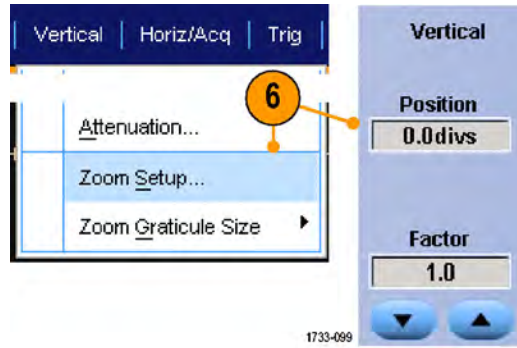 Vertical | Horiz/Acq | Trig |
6
Attenuation...
Zoom Setup...
Zoom Graticule Size
Vertical
Position
0.0divs
Factor
1.0
1733-099